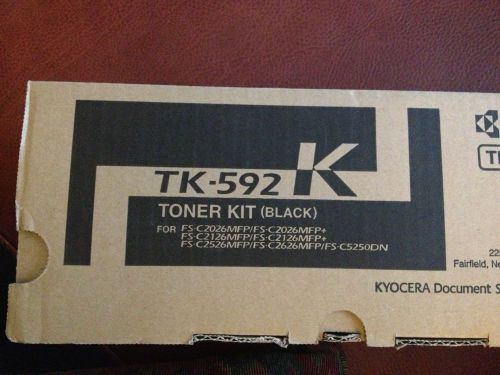 TK-592 K
TONER KIT (BLACK)
FOR FS-C2026MFP/FS-C2026MFP+
FS-C2126MFP/FS-C2126MFP+
FS-C2526MFP/FS-C2626MFP/FS-C5250DN
Fairfield,
KYOCERA Document